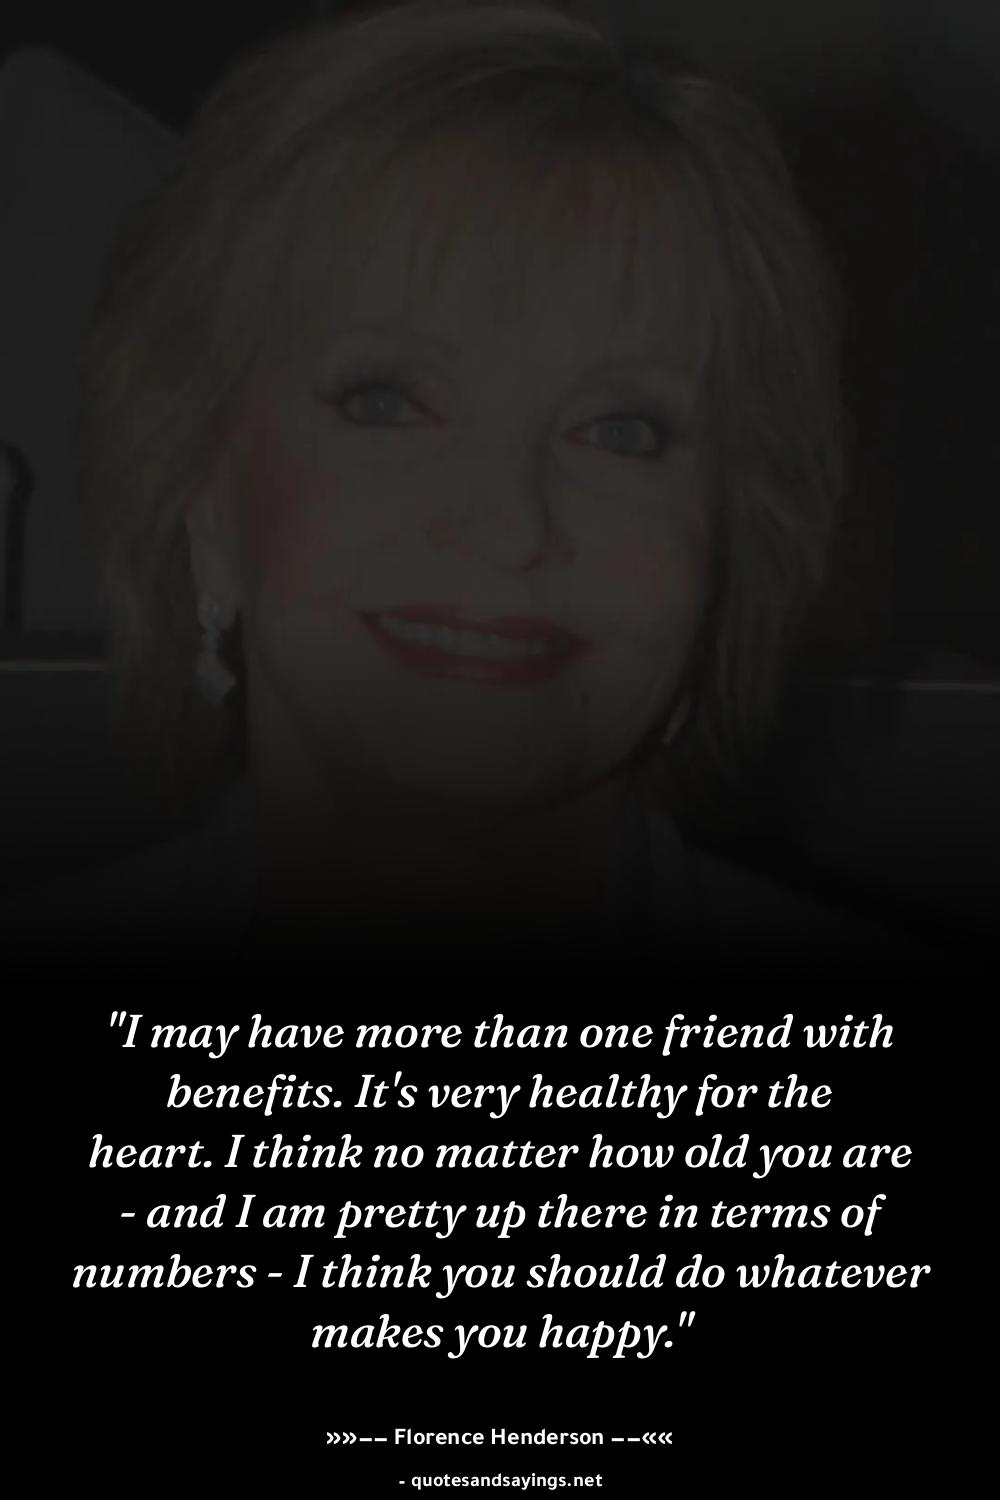 "I may have more than one friend with
benefits. It's very healthy for the
heart. I think no matter how old you are
- and I am pretty up there in terms of
numbers - I think you should do whatever
makes you happy."
»»−− Florence Henderson −−««
- quotesandsayings.net